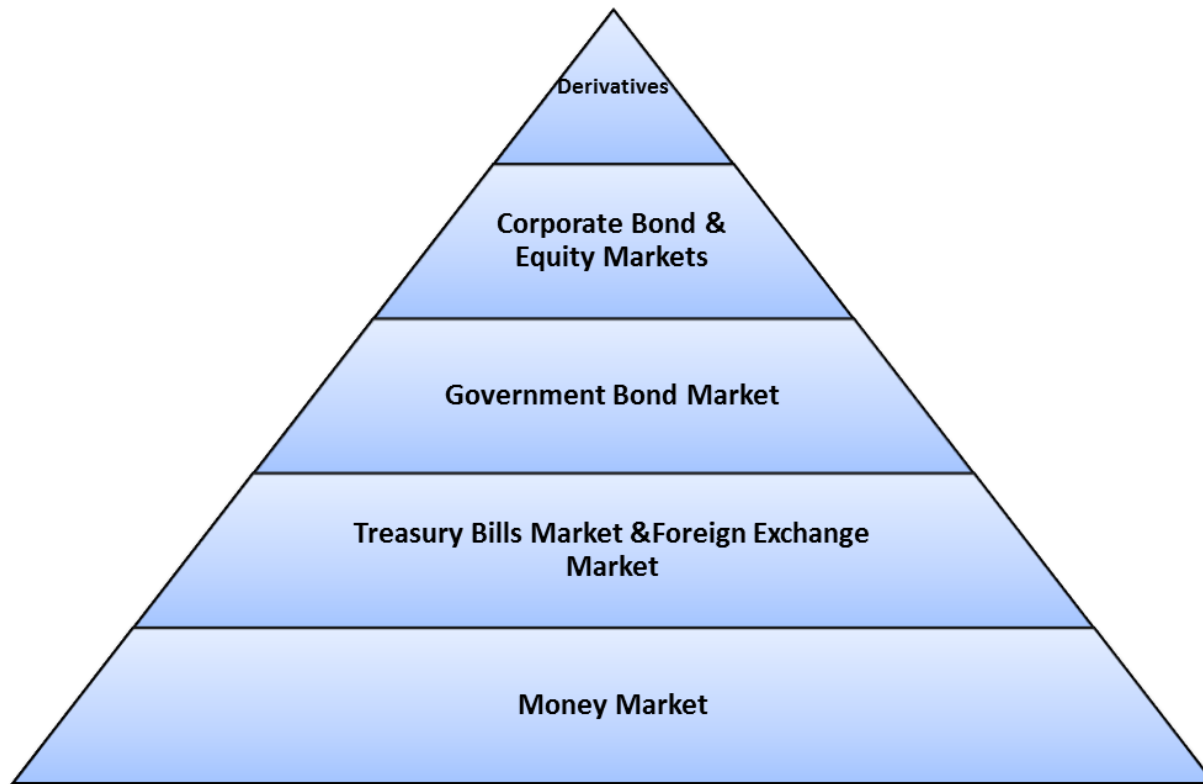 Derivatives
Corporate Bond &
Equity Markets
Government Bond Market
Treasury Bills Market &Foreign Exchange
Market
Money Market